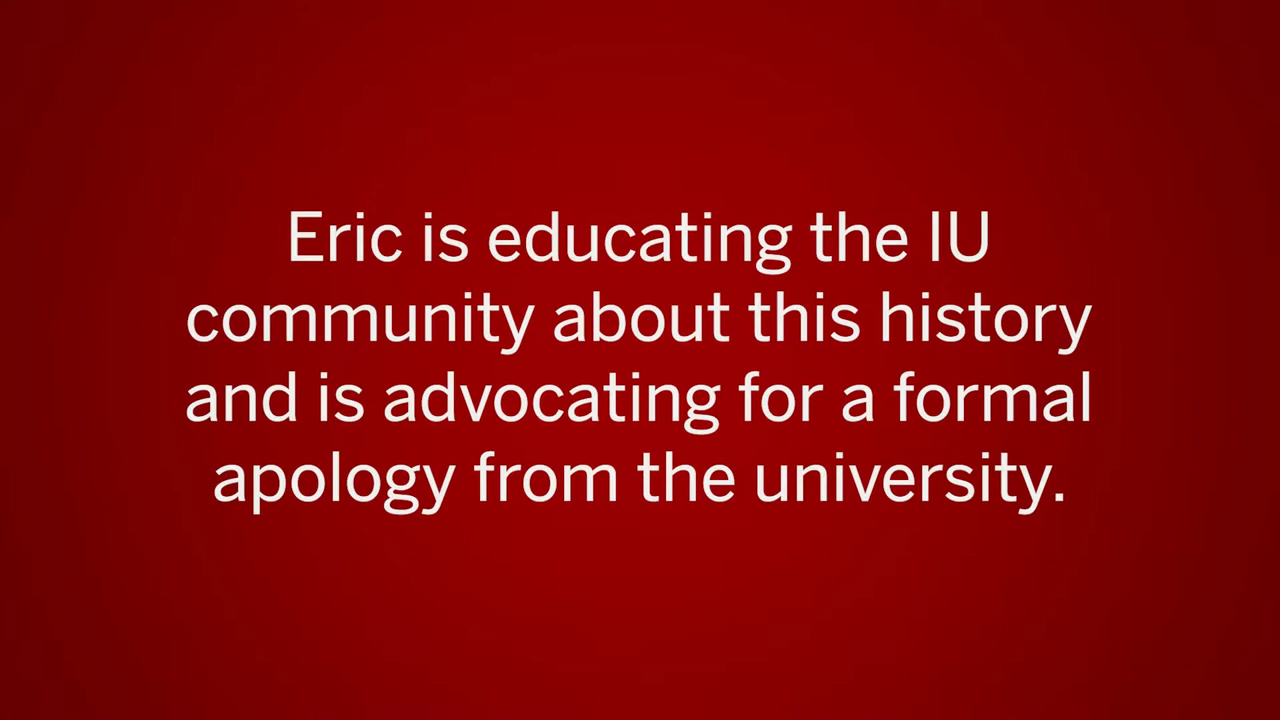 Eric is educating the IU
community about this history
and is advocating for a formal
apology from the university.